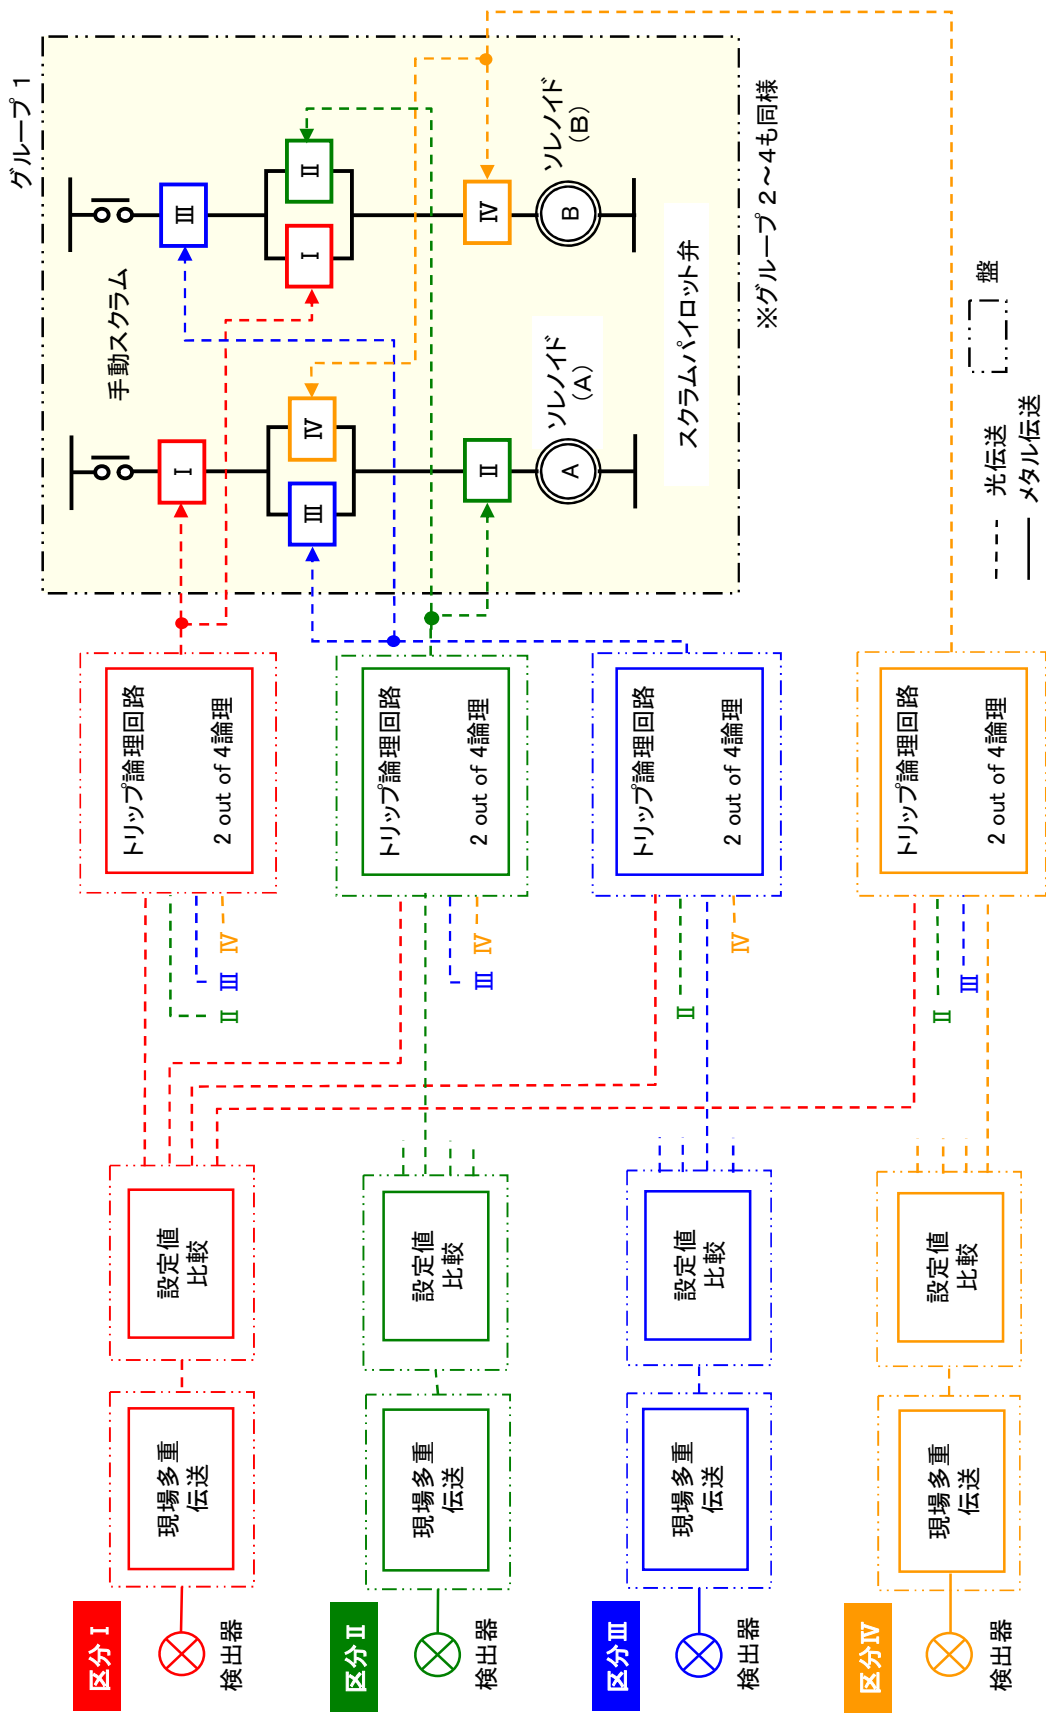 区分Ⅰ
検出器
現場多重
伝送
設定値
比較
Ⅱ
Ⅲ
Ⅳ
トリップ論理回路
2 out of 4論理
区分Ⅱ
検出器
現場多重
伝送
設定値
比較
Ⅲ
Ⅳ
トリップ論理回路
2 out of 4論理
区分Ⅲ
検出器
現場多重
伝送
設定値
比較
Ⅱ
Ⅳ
トリップ論理回路
2 out of 4論理
区分Ⅳ
検出器
現場多重
伝送
設定値
比較
Ⅱ
Ⅲ
トリップ論理回路
2 out of 4論理
グループ 1
手動スクラム
Ⅰ
Ⅲ
Ⅳ
Ⅱ
A
ソレノイド
(A)
Ⅲ
Ⅰ
Ⅱ
Ⅳ
B
ソレノイド
(B)
スクラムパイロット弁
※グループ 2~4も同様
盤
光伝送
メタル伝送